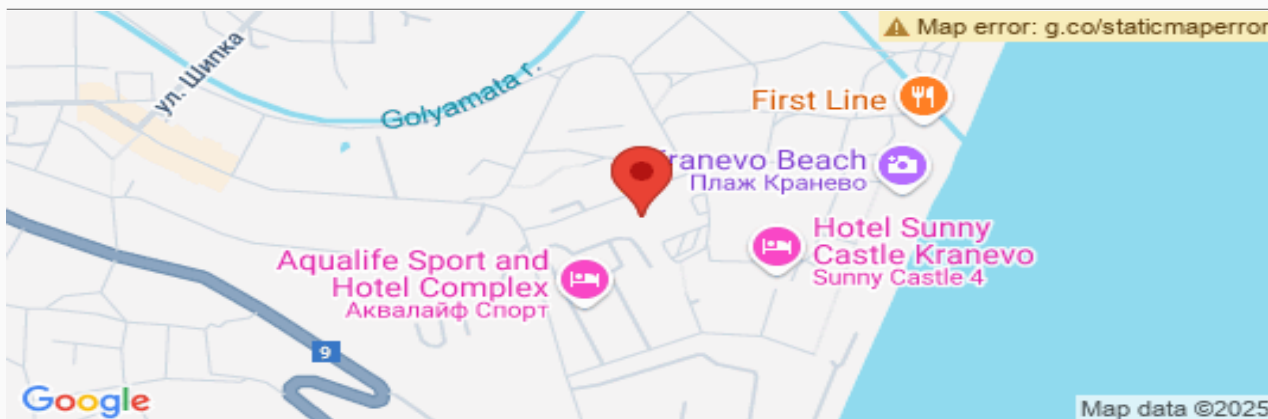 Map error: g.co/staticmaperror
ул. Шипка
Golyamata r.
First Line
Kranevo Beach
Плаж Кранево
Hotel Sunny
Castle Kranevo
Sunny Castle 4
Aqualife Sport and
Hotel Complex
Аквалайф Спорт
9
Google
Map data ©2025